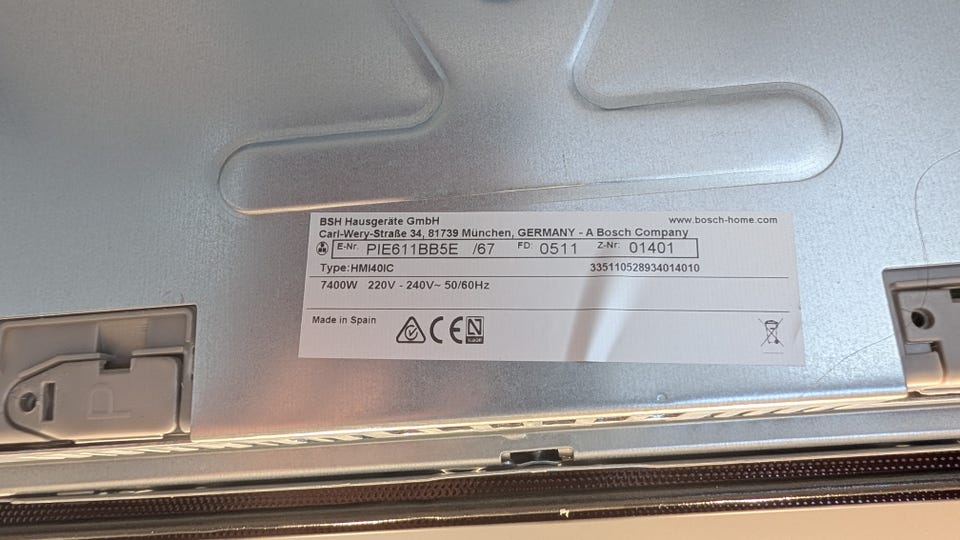 BSH Hausgeräte GmbH www.bosch-home.com
Carl-Wery-Straße 34, 81739 München, GERMANY - A Bosch Company
E-Nr. PIE611BB5E /67 FD: 0511 Z-Nr: 01401
Type:HMI40IC 335110528934014010
7400W 220V - 240V~ 50/60Hz
Made in Spain CE N
P